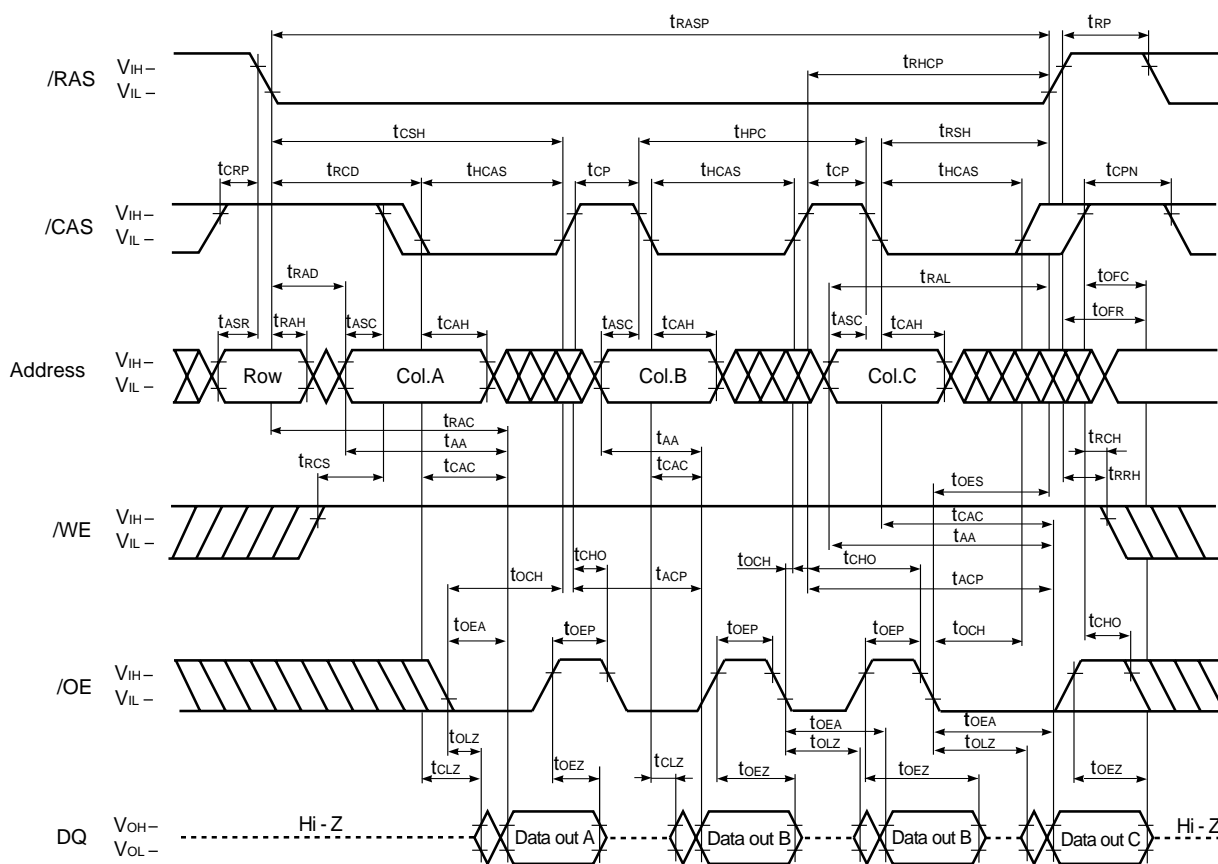 tRASP tRP
/RAS VIH – tRHCP
VIL –
tCSH tHPC tRSH
tCRP tRCD tHCAS tCP tHCAS tCP tHCAS tCPN
/CAS VIH –
VIL –
tRAD tRAL tOFC
tASR tRAH tASC tCAH tASC tCAH tASC tCAH tOFR
Address VIH – Row Col.A Col.B Col.C
VIL –
tRAC
tAA tAA tRCH
tRCS tCAC tCAC tOES tRRH
/WE VIH – tCAC
VIL – tAA
tOCH tCHO tACP tOCH tCHO tACP
tOEA tOEP tOEP tOEP tOCH tCHO
/OE VIH –
VIL –
tOLZ tOEA tOEA
tCLZ tOEZ tCLZ tOEZ tOLZ tOEZ tOLZ tOEZ
DQ VOH – Hi - Z Data out A Data out B Data out B Data out C Hi - Z
VOL –